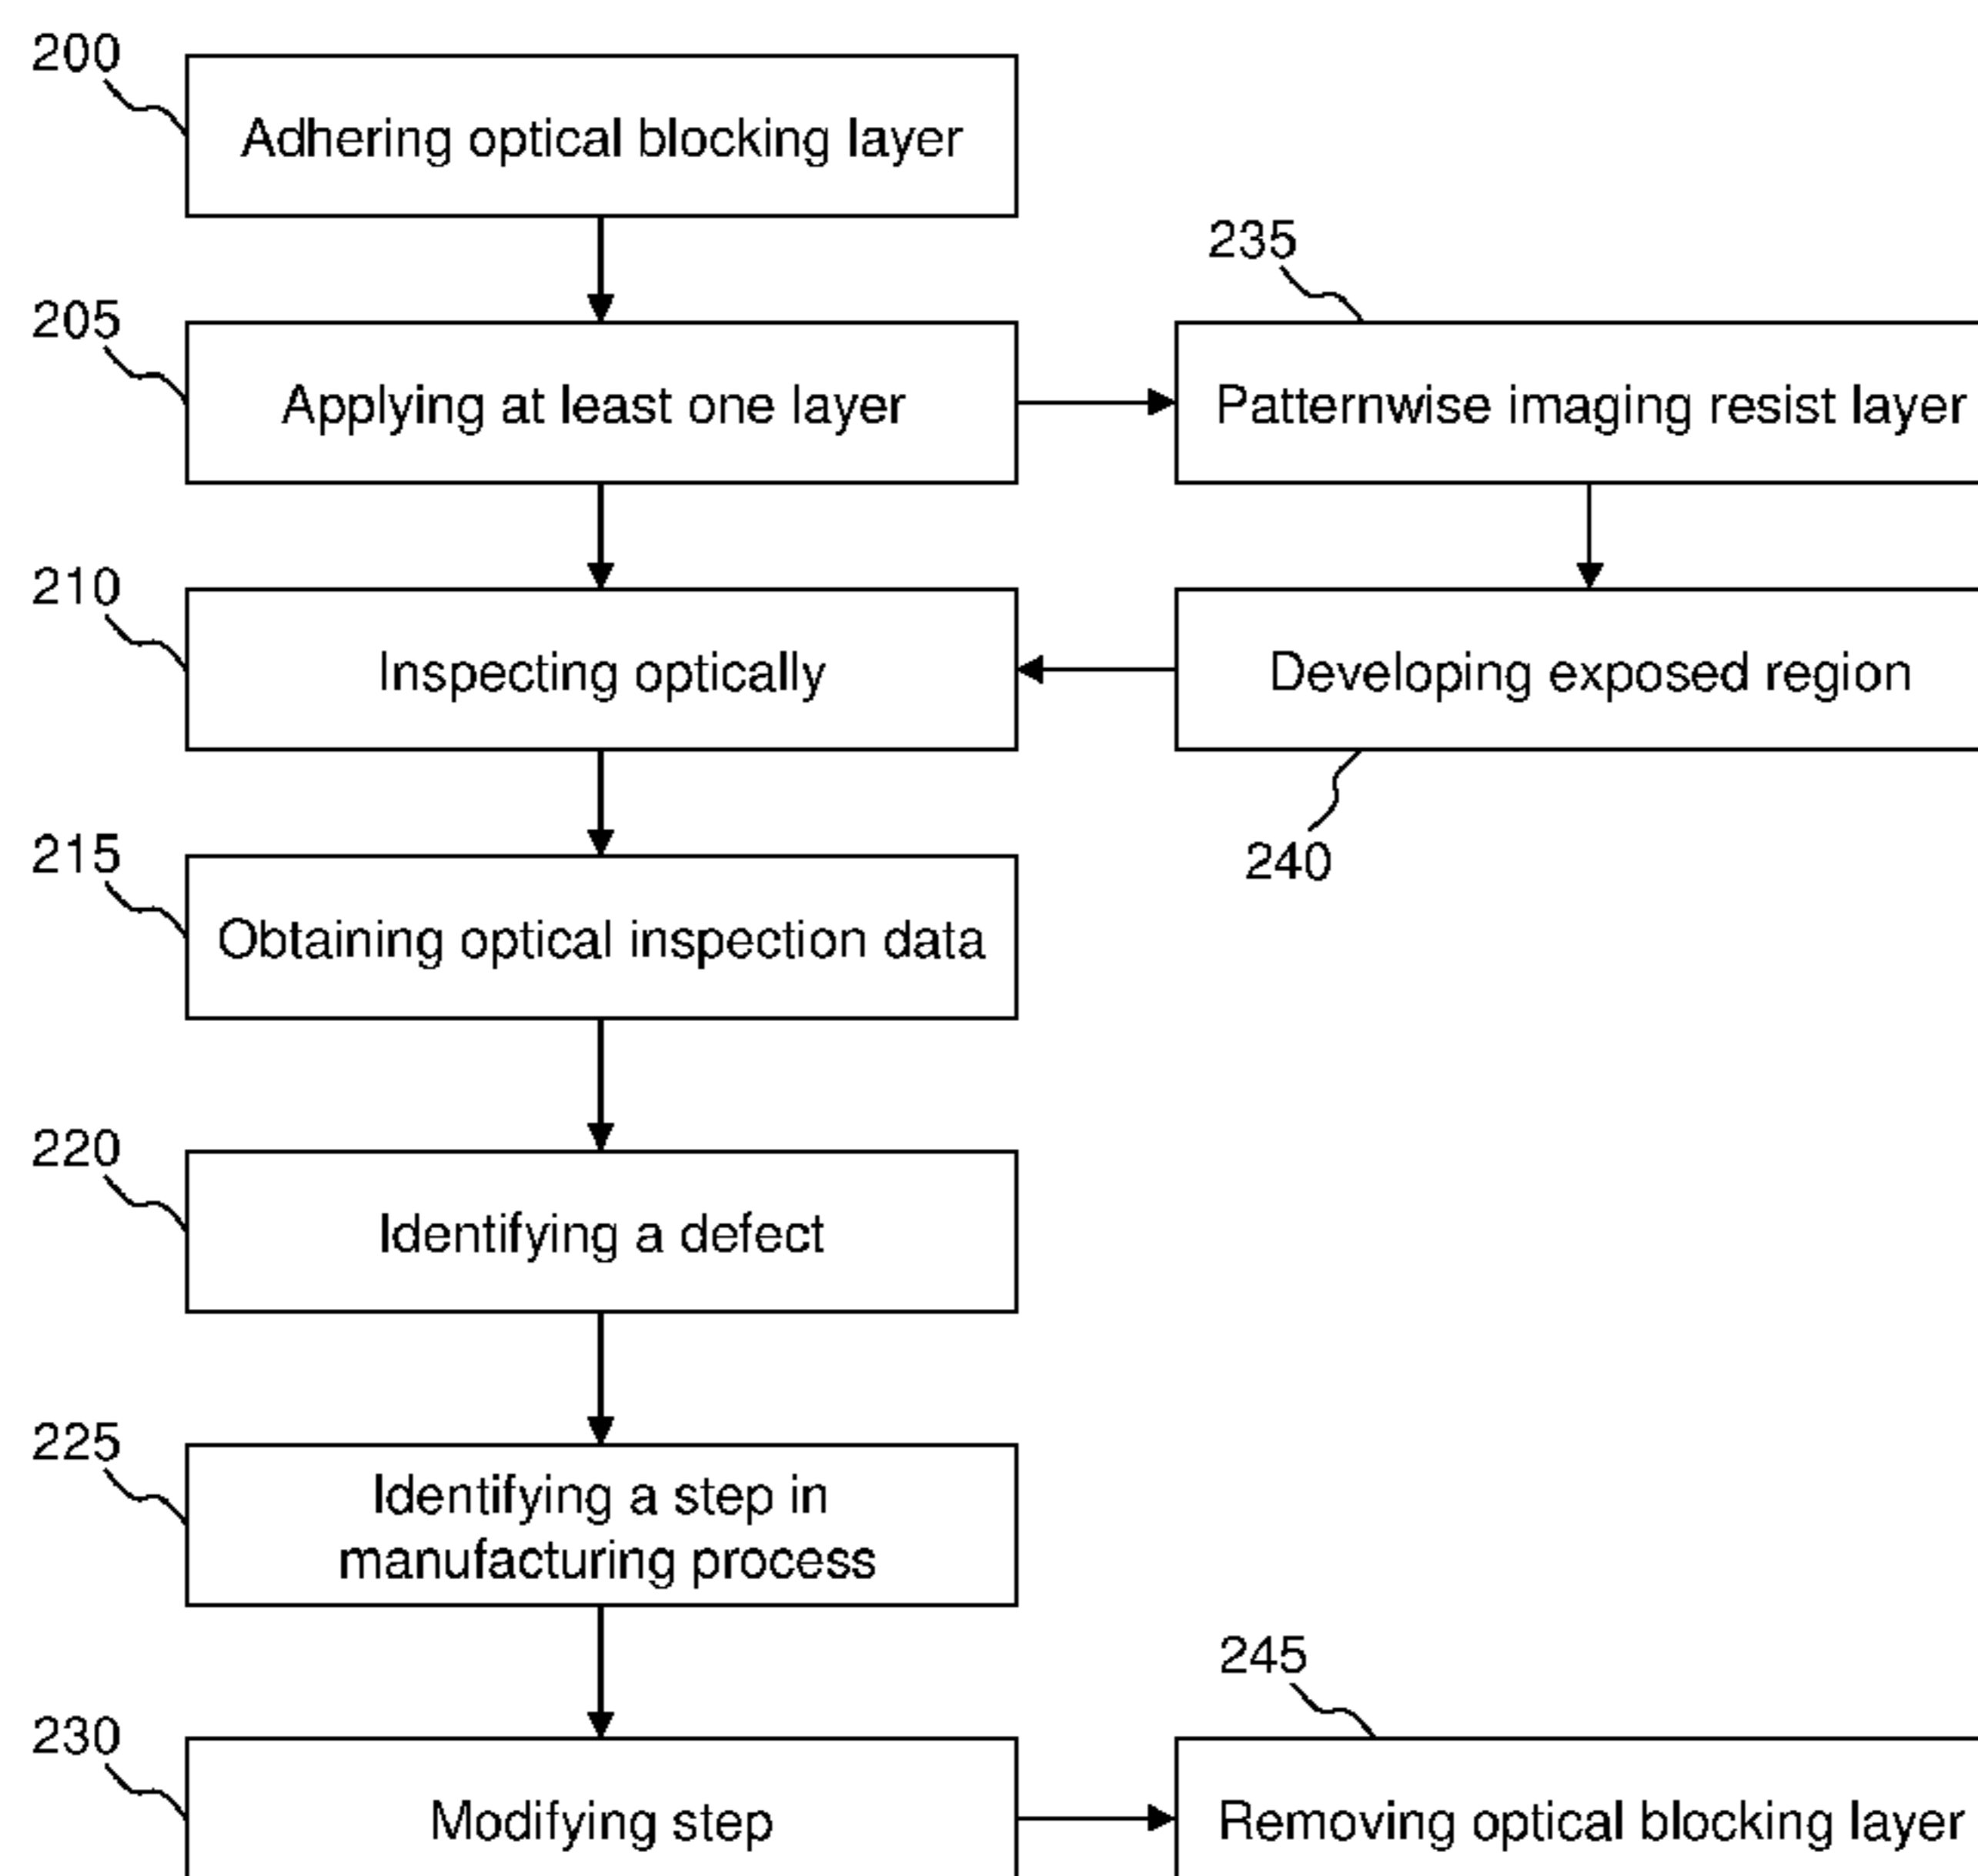 200
Adhering optical blocking layer
235
205
Applying at least one layer
Patternwise imaging resist layer
210
Inspecting optically
Developing exposed region
215
240
Obtaining optical inspection data
220
Identifying a defect
225
Identifying a step in
manufacturing process
245
230
Modifying step
Removing optical blocking layer